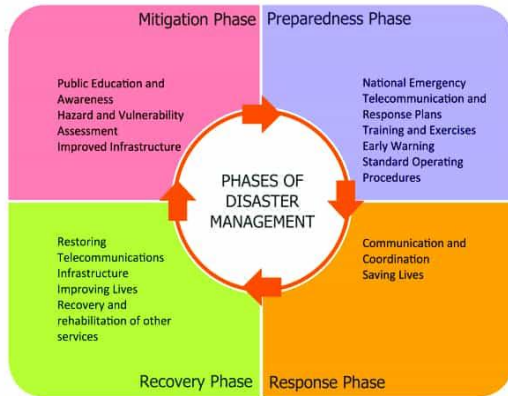 Mitigation Phase
Public Education and
Awareness
Hazard and Vulnerability
Assessment
Improved Infrastructure
Preparedness Phase
National Emergency
Telecommunication and
Response Plans
Training and Exercises
Early Warning
Standard Operating
Procedures
PHASES OF
DISASTER
MANAGEMENT
Restoring
Telecommunications
Infrastructure
Improving Lives
Recovery and
rehabilitation of other
services
Recovery Phase
Communication and
Coordination
Saving Lives
Response Phase